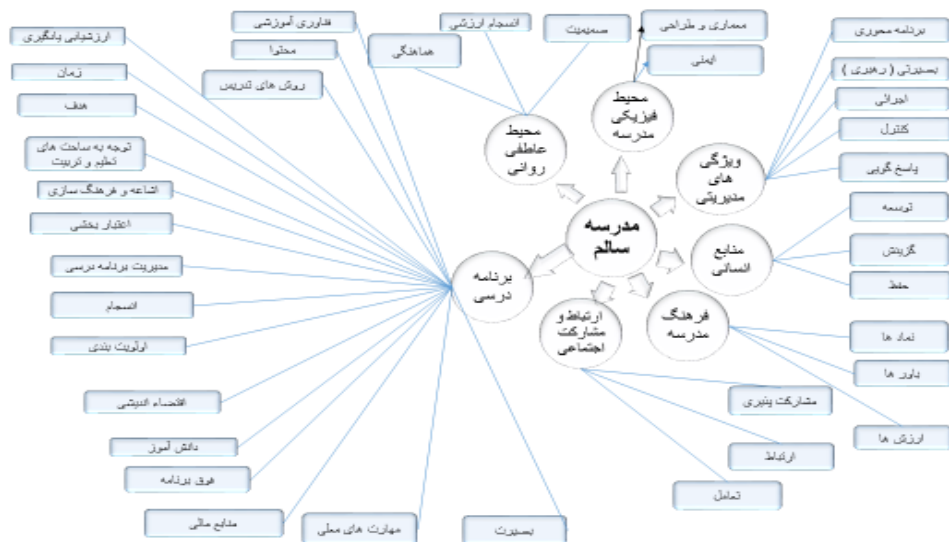 فناوری آموزشی
محتوا
روش های تدریس
ارزشیابی یادگیری
زمان
هدف
توجه به ساحت های
تعلیم و تربیت
اشاعه و فرهنگ سازی
اعتبار بخشی
مدیریت برنامه درسی
انسجام
اولویت بندی
اقتضاء اندیشی
دانش آموز
فوق برنامه
منابع مالی
مهارت های معلمی
بصیرت
برنامه
درسی
هماهنگی
انسجام ارزشی
صمیمیت
محیط
عاطفی
روانی
معماری و طراحی
ایمنی
محیط
فیزیکی
مدرسه
برنامه محوری
بصیرتی ( رهبری )
اجرائی
کنترل
پاسخ گویی
ویژگی
های
مدیریتی
مدرسه
سالم
توسعه
گزینش
حفظ
منابع
انسانی
فرهنگ
مدرسه
نماد ها
باور ها
ارزش ها
ارتباط و
مشارکت
اجتماعی
مشارکت پذیری
ارتباط
تعامل